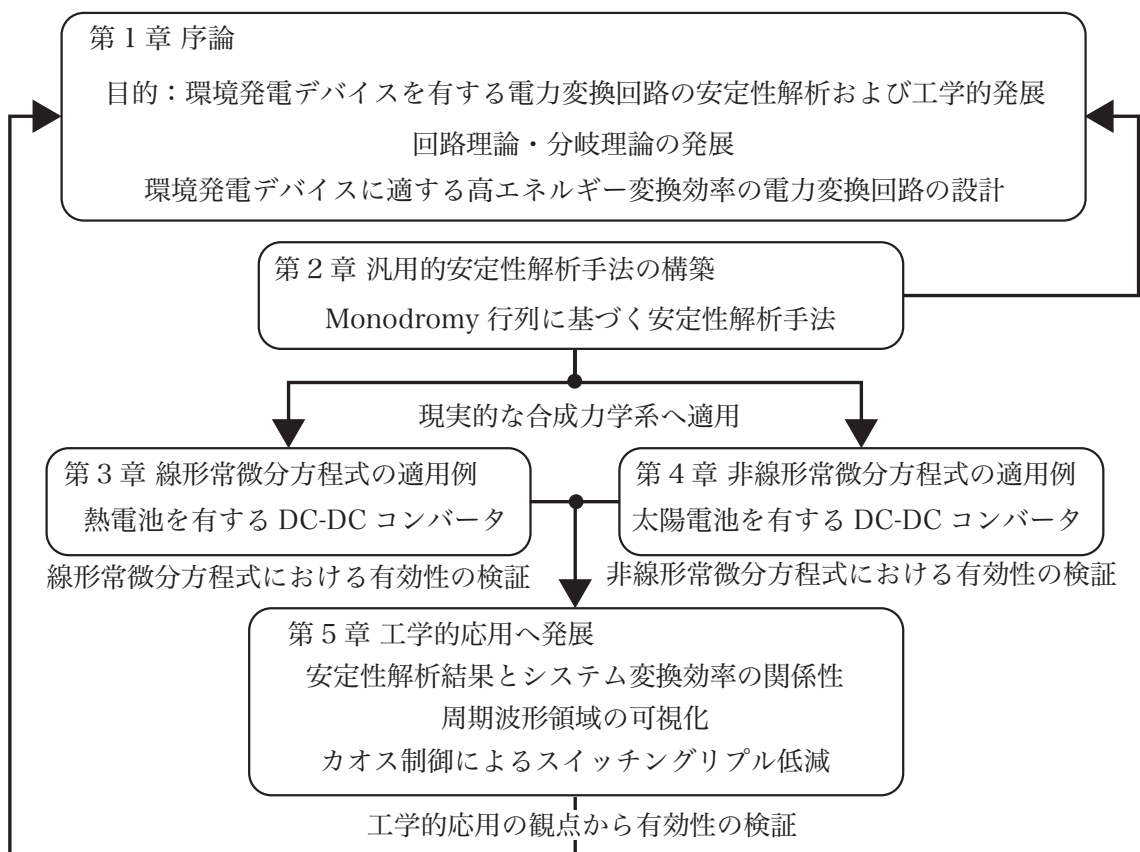 第1章 序論
目的：環境発電デバイスを有する電力変換回路の安定性解析および工学的発展
回路理論・分岐理論の発展
環境発電デバイスに適する高エネルギー変換効率の電力変換回路の設計
第2章 汎用的安定性解析手法の構築
Monodromy 行列に基づく安定性解析手法
現実的な合成力学系へ適用
第3章 線形常微分方程式の適用例
熱電池を有する DC-DC コンバータ
線形常微分方程式における有効性の検証
第4章 非線形常微分方程式の適用例
太陽電池を有する DC-DC コンバータ
非線形常微分方程式における有効性の検証
第5章 工学的応用へ発展
安定性解析結果とシステム変換効率の関係性
周期波形領域の可視化
カオス制御によるスイッチングリプル低減
工学的応用の観点から有効性の検証